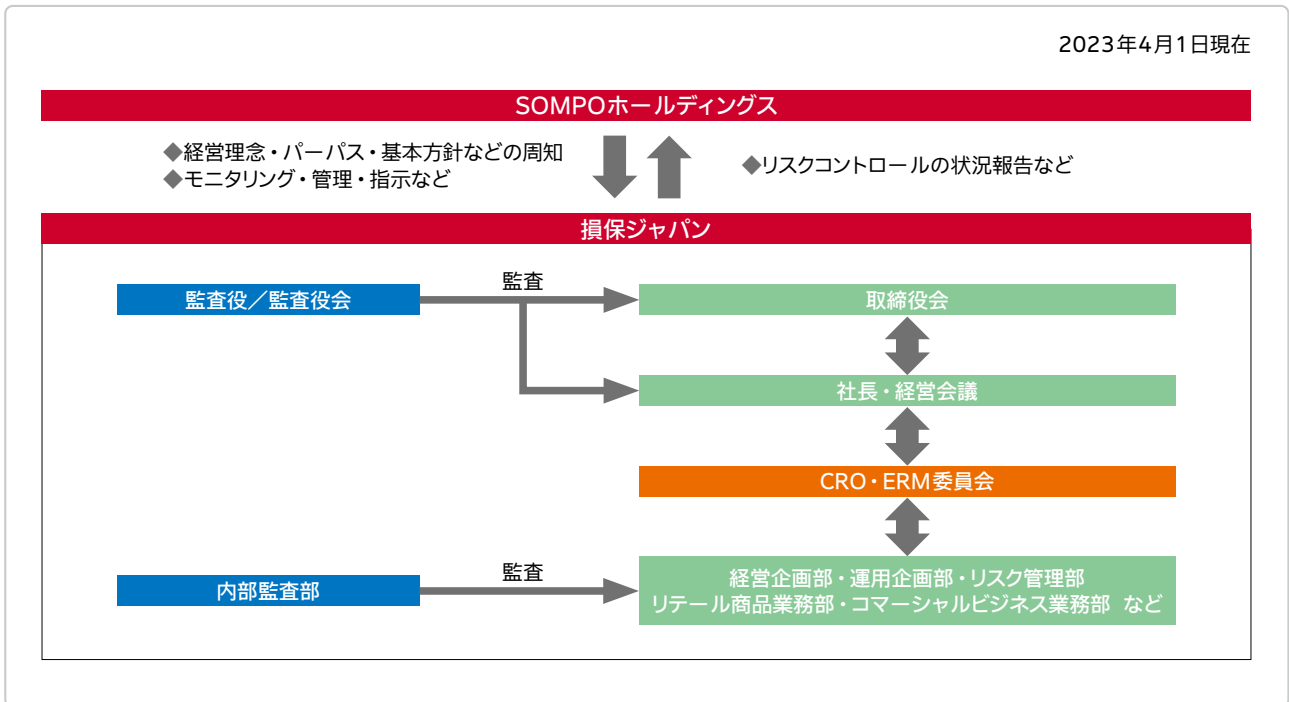 2023年4月1日現在
SOMPOホールディングス
◆経営理念・パーパス・基本方針などの周知
◆モニタリング・管理・指示など
◆リスクコントロールの状況報告など
損保ジャパン
監査役／監査役会
監査
取締役会
社長・経営会議
CRO・ERM委員会
内部監査部
監査
経営企画部・運用企画部・リスク管理部
リテール商品業務部・コマーシャルビジネス業務部 など